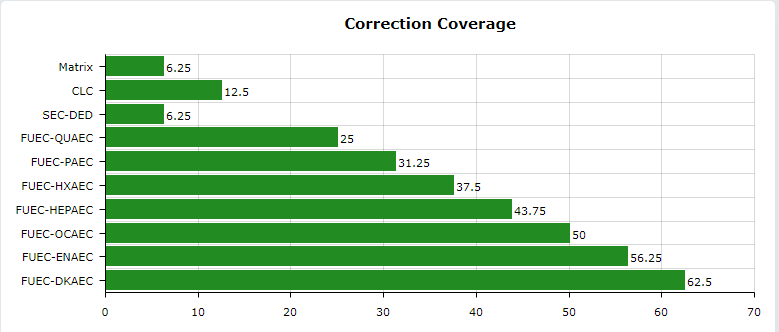 Correction Coverage
Matrix 6.25
CLC 12.5
SEC-DED 6.25
FUEC-QUAEC 25
FUEC-PAEC 31.25
FUEC-HXAEC 37.5
FUEC-HEPAEC 43.75
FUEC-OCAEC 50
FUEC-ENAEC 56.25
FUEC-DKAEC 62.5
0 10 20 30 40 50 60 70